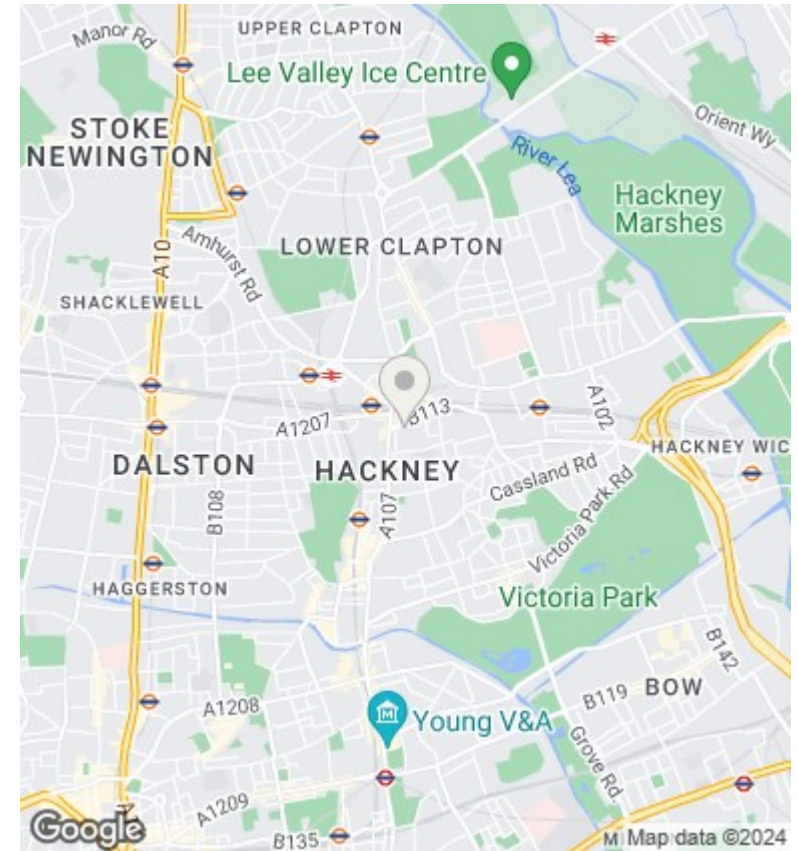 UPPER CLAPTON
Manor Rd
Lee Valley Ice Centre
Orient Wy
STOKE
NEWINGTON
River Lea
Hackney
Marshes
A10
Amhurst Rd
LOWER CLAPTON
SHACKLEWELL
A1207
B113
A102
DALSTON
HACKNEY
HACKNEY WIC
Cassland Rd
B108
A107
Victoria Park Rd
HAGGERSTON
Victoria Park
B142
A1208
M
Young V&A
B119
BOW
Grove Rd.
A1209
B135
Google
M
Map data ©2024